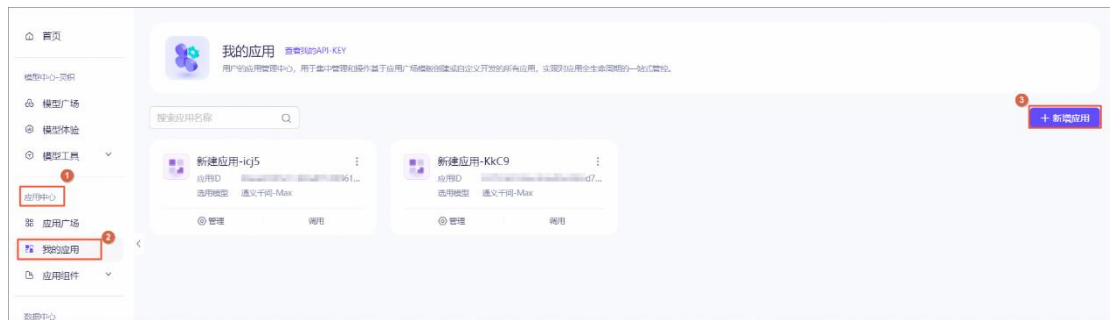 首页
我的应用 查看我的API-KEY
用户的应用管理中心，用于集中管理和操作基于应用广场模板创建或自定义开发的所有应用，实现对应用全生命周期的一站式管控。
模型中心-灵积
模型广场
搜索应用名称
3
+ 新增应用
模型体验
模型工具
新建应用-icj5
应用ID 961...
选用模型 通义千问-Max
管理 调用
新建应用-KkC9
应用ID d7...
选用模型 通义千问-Max
管理 调用
1
应用中心
应用广场
2
我的应用
应用组件
数据中心